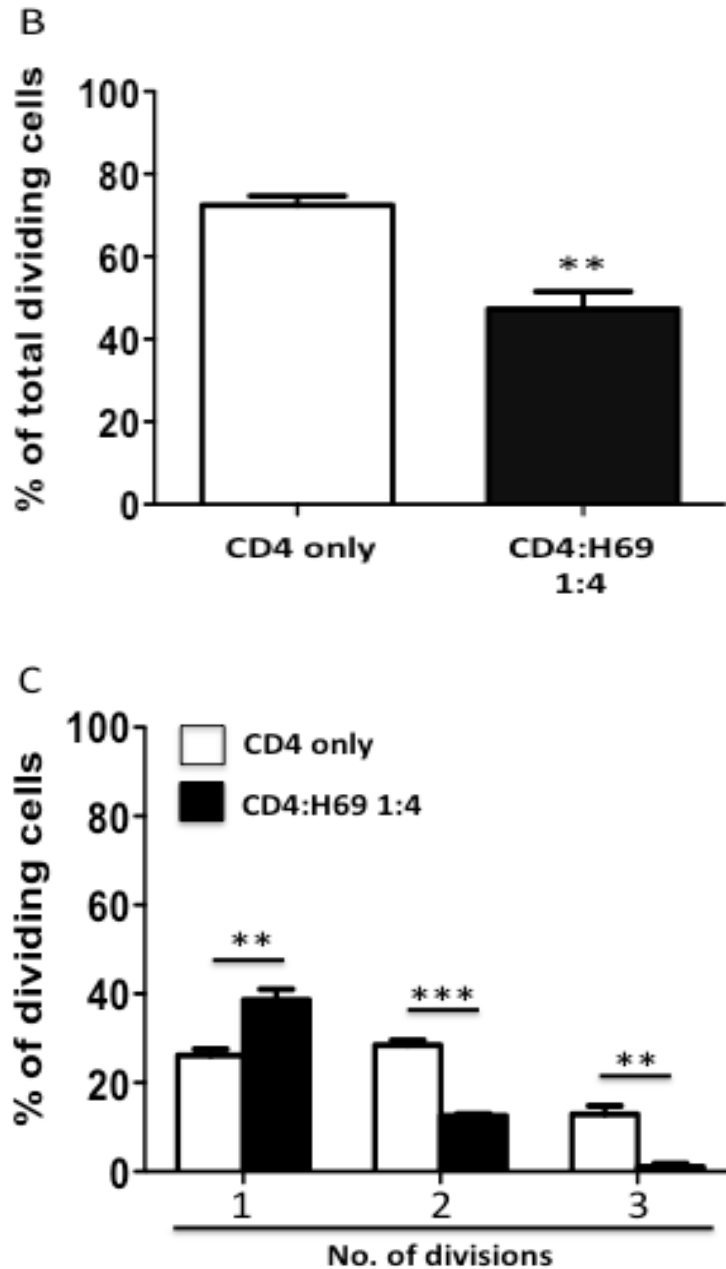 B
% of total dividing cells
100
80
60
40
20
0
**
CD4 only
CD4:H69
1:4
C
% of dividing cells
100
80
60
40
20
0
CD4 only
CD4:H69 1:4
**
***
**
1
2
3
No. of divisions